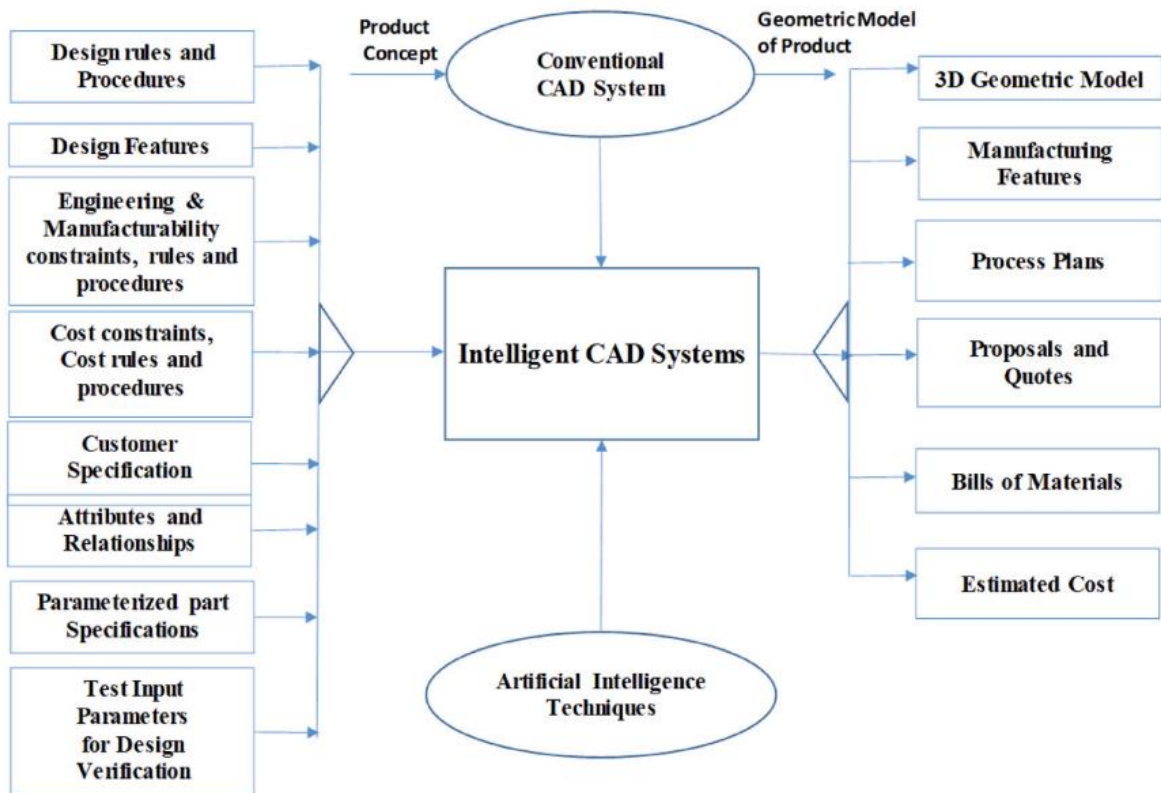 Design rules and
Procedures
Design Features
Engineering &
Manufacturability
constraints, rules and
procedures
Cost constraints,
Cost rules and
procedures
Customer
Specification
Attributes and
Relationships
Parameterized part
Specifications
Test Input
Parameters
for Design
Verification
Product
Concept
Conventional
CAD System
Geometric Model
of Product
Intelligent CAD Systems
Artificial Intelligence
Techniques
3D Geometric Model
Manufacturing
Features
Process Plans
Proposals and
Quotes
Bills of Materials
Estimated Cost